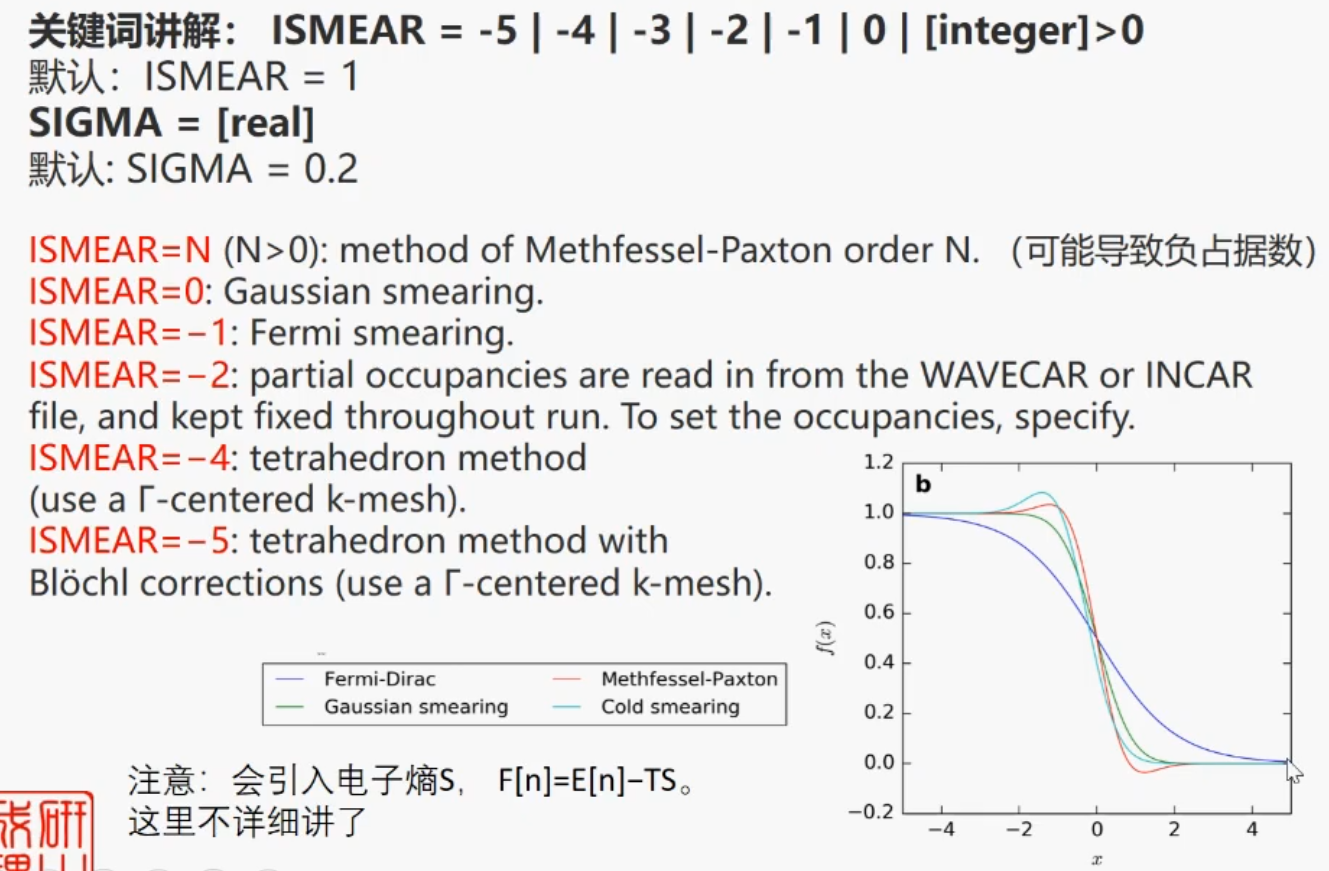 关键词讲解： ISMEAR = -5 | -4 | -3 | -2 | -1 | 0 | [integer]>0
默认：ISMEAR = 1
SIGMA = [real]
默认: SIGMA = 0.2
ISMEAR=N (N>0): method of Methfessel-Paxton order N. （可能导致负占据数）
ISMEAR=0: Gaussian smearing.
ISMEAR=−1: Fermi smearing.
ISMEAR=−2: partial occupancies are read in from the WAVECAR or INCAR
file, and kept fixed throughout run. To set the occupancies, specify.
ISMEAR=−4: tetrahedron method
(use a Γ-centered k-mesh).
ISMEAR=−5: tetrahedron method with
Blöchl corrections (use a Γ-centered k-mesh).
b
1.2
1.0
0.8
0.6
0.4
0.2
0.0
−0.2
f(x)
−4 −2 0 2 4
x
Fermi-Dirac Methfessel-Paxton
Gaussian smearing Cold smearing
注意：会引入电子熵S， F[n]=E[n]−TS。
这里不详细讲了